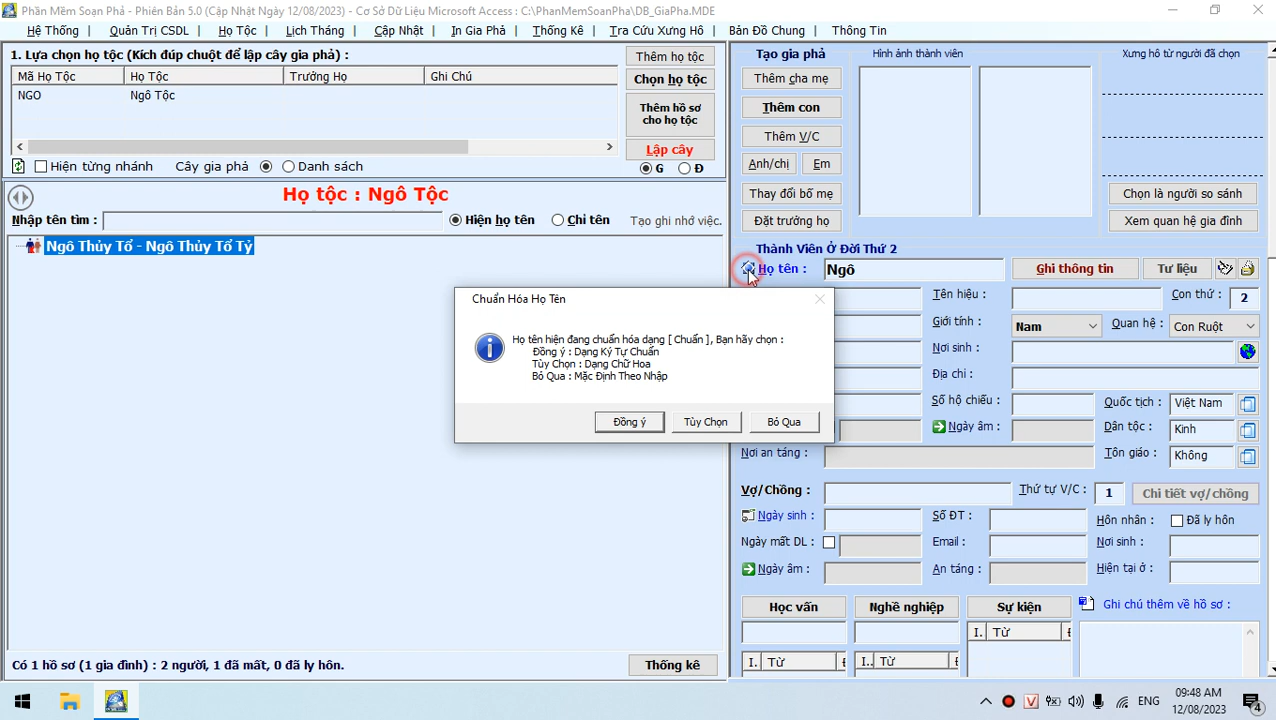 Phần Mềm Soạn Phả - Phiên Bản 5.0 (Cập Nhật Ngày 12/08/2023) - Cơ Sở Dữ Liệu Microsoft Access : C:\PhanMemSoanPha\DB_GiaPha.MDE
Hệ Thống Quản Trị CSDL Họ Tộc Lịch Tháng Cập Nhật In Gia Phả Thống Kê Tra Cứu Xưng Hô Bản Đồ Chung Thông Tin
1. Lựa chọn họ tộc (Kích đúp chuột để lập cây gia phả) :
Mã Họ Tộc Họ Tộc Trưởng Họ Ghi Chú
NGO Ngô Tộc
Thêm họ tộc
Chọn họ tộc
Thêm hồ sơ
cho họ tộc
Lập cây
G Đ
Hiện từng nhánh Cây gia phả Danh sách
Họ tộc : Ngô Tộc
Nhập tên tìm : Hiện họ tên Chỉ tên Tạo ghi nhớ việc.
Ngô Thủy Tổ - Ngô Thủy Tổ Tỷ
Có 1 hồ sơ (1 gia đình) : 2 người, 1 đã mất, 0 đã ly hôn.
Thống kê
Tạo gia phả
Thêm cha mẹ
Thêm con
Thêm V/C
Anh/chị Em
Thay đổi bố mẹ
Đặt trưởng họ
Hình ảnh thành viên
Xưng hô từ người đã chọn
Chọn là người so sánh
Xem quan hệ gia đình
Thành Viên Ở Đời Thứ 2
Họ tên : Ngô Ghi thông tin Tư liệu
Tên hiệu : Con thứ : 2
Giới tính : Nam Quan hệ : Con Ruột
Nơi sinh :
Địa chỉ :
Số hộ chiếu : Quốc tịch : Việt Nam
Ngày âm : Dân tộc : Kinh
Nơi an táng : Tôn giáo : Không
Chuẩn Hóa Họ Tên
Họ tên hiện đang chuẩn hóa dạng [ Chuẩn ], Bạn hãy chọn :
Đồng ý : Dạng Ký Tự Chuẩn
Tùy Chọn : Dạng Chữ Hoa
Bỏ Qua : Mặc Định Theo Nhập
Đồng ý Tùy Chọn Bỏ Qua
Vợ/Chồng : Thứ tự V/C : 1 Chi tiết vợ/chồng
Ngày sinh : Số ĐT : Hôn nhân : Đã ly hôn
Ngày mất DL : Email : Nơi sinh :
Ngày âm : An táng : Hiện tại ở :
Học vấn Nghề nghiệp Sự kiện Ghi chú thêm về hồ sơ :
I. Từ
I. Từ I. Từ
ENG
09:48 AM
12/08/2023
4